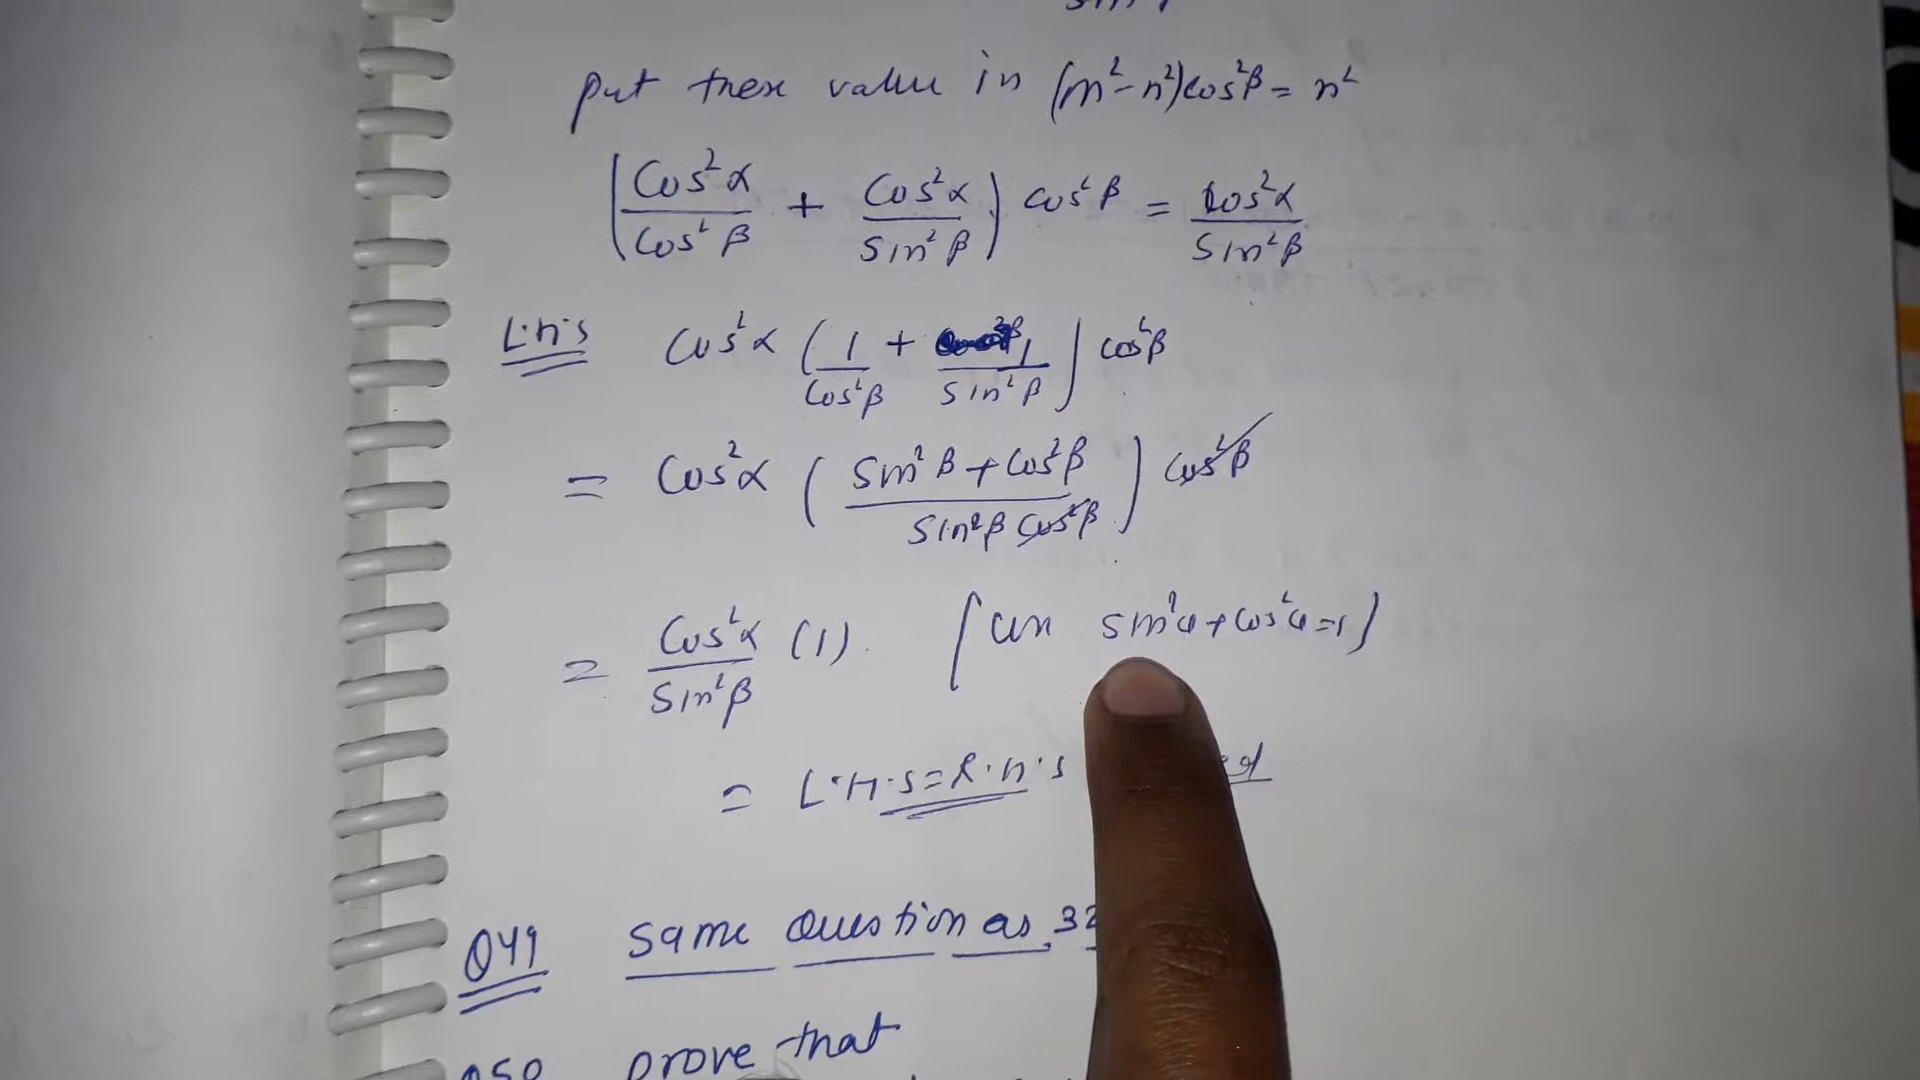 put these value in (m² - n²)cos²β = n²
(Cos²α/Cos²β + Cos²α/Sin²β) cos²β = Cos²α/Sin²β
L.H.S Cos²α (1/Cos²β + 1/Sin²β) cos²β
= Cos²α (Sin²β + Cos²β / Sin²β Cos²β) cos²β
= Cos²α/Sin²β (1). [use sin²θ + cos²θ = 1]
= L.H.S = R.H.S
Q49 Same Question as 32
Q50 prove that